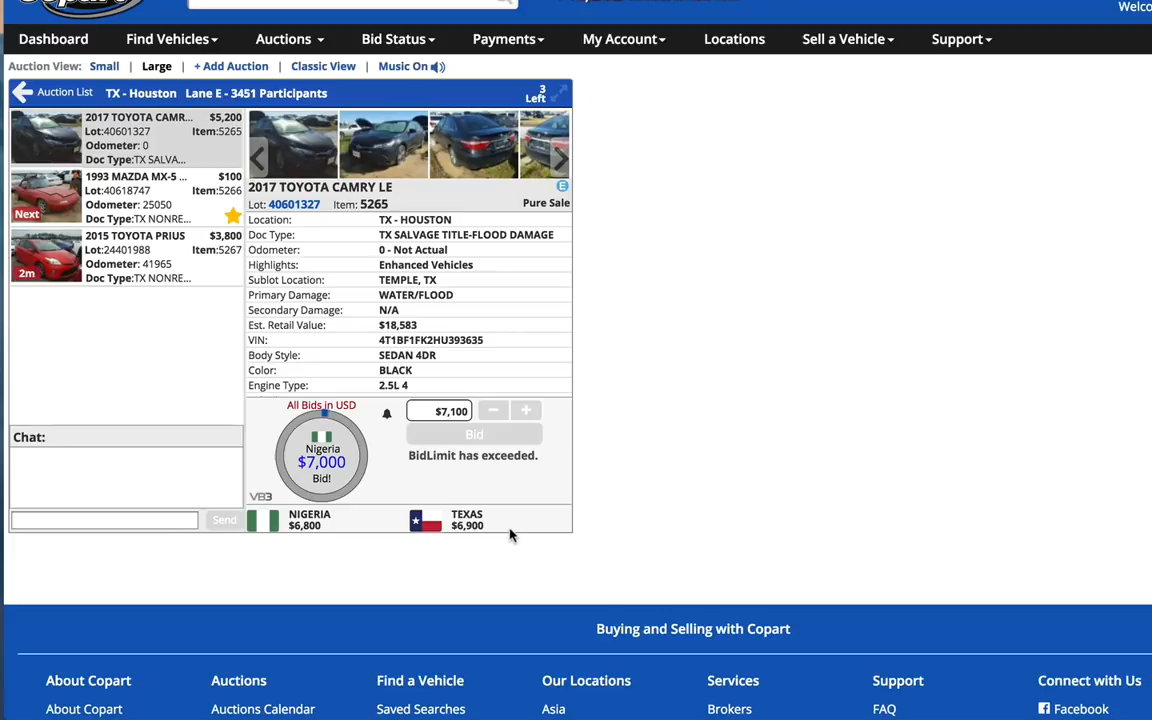 Copart
Welco
Dashboard Find Vehicles Auctions Bid Status Payments My Account Locations Sell a Vehicle Support
Auction View: Small | Large | + Add Auction | Classic View | Music On
Auction List TX - Houston Lane E - 3451 Participants 3 Left
2017 TOYOTA CAMR... $5,200
Lot:40601327 Item:5265
Odometer: 0
Doc Type:TX SALVA...
1993 MAZDA MX-5 ... $100
Lot:40618747 Item:5266
Odometer: 25050
Next Doc Type:TX NONRE...
2015 TOYOTA PRIUS $3,800
Lot:24401988 Item:5267
Odometer: 41965
2m Doc Type:TX NONRE...
2017 TOYOTA CAMRY LE E
Lot: 40601327 Item: 5265 Pure Sale
Location: TX - HOUSTON
Doc Type: TX SALVAGE TITLE-FLOOD DAMAGE
Odometer: 0 - Not Actual
Highlights: Enhanced Vehicles
Sublot Location: TEMPLE, TX
Primary Damage: WATER/FLOOD
Secondary Damage: N/A
Est. Retail Value: $18,583
VIN: 4T1BF1FK2HU393635
Body Style: SEDAN 4DR
Color: BLACK
Engine Type: 2.5L 4
Chat:
Send
All Bids in USD
Nigeria
$7,000
Bid!
VB3
$7,100
Bid
BidLimit has exceeded.
NIGERIA
$6,800
TEXAS
$6,900
Buying and Selling with Copart
About Copart Auctions Find a Vehicle Our Locations Services Support Connect with Us
About Copart Auctions Calendar Saved Searches Asia Brokers FAQ Facebook